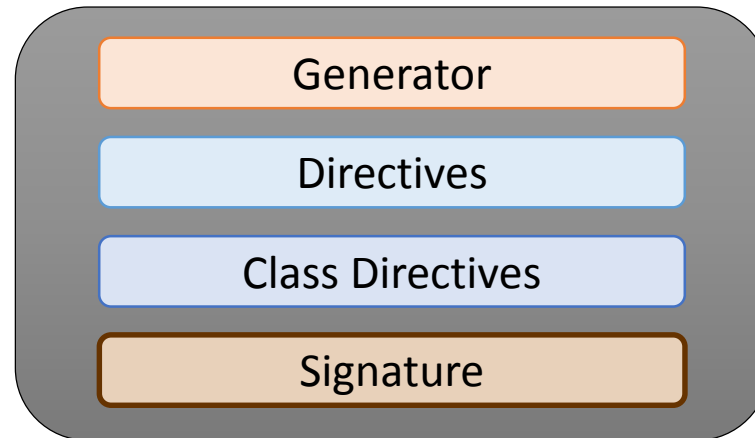 Generator
Directives
Class Directives
Signature